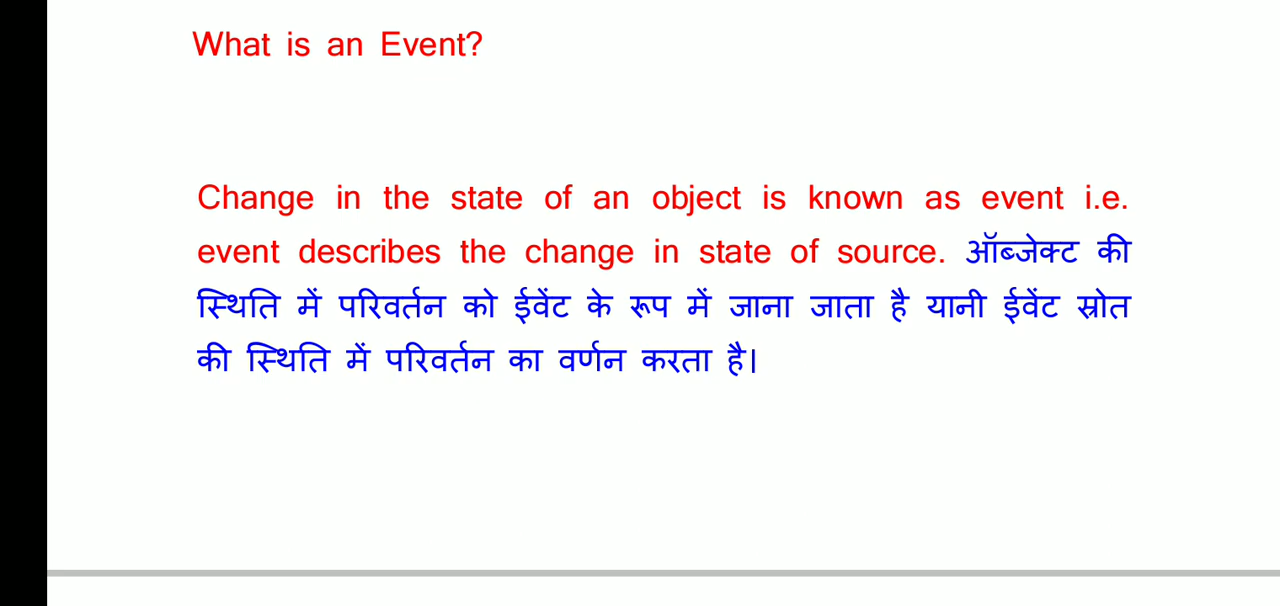 What is an Event?
Change in the state of an object is known as event i.e.
event describes the change in state of source. ऑब्जेक्ट की
स्थिति में परिवर्तन को ईवेंट के रूप में जाना जाता है यानी ईवेंट स्रोत
की स्थिति में परिवर्तन का वर्णन करता है।